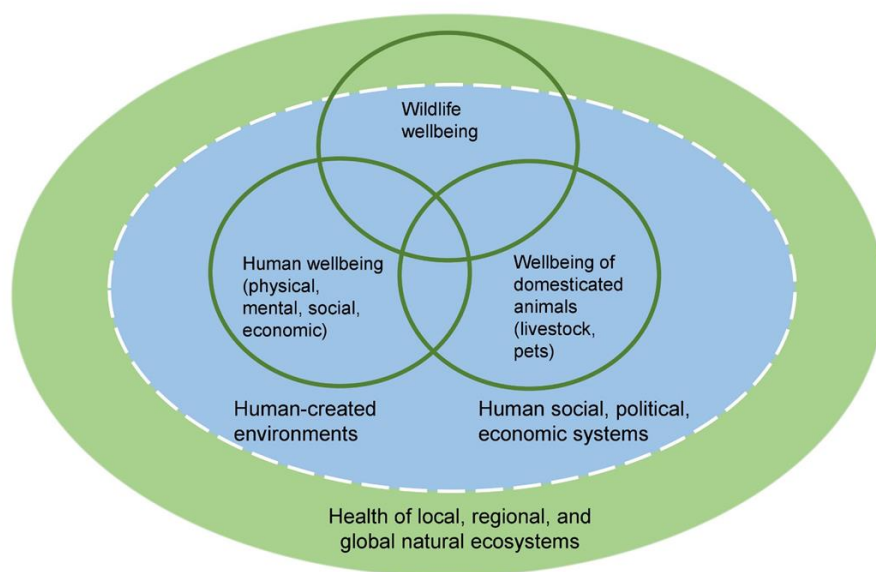 Wildlife
wellbeing
Human wellbeing
(physical,
mental, social,
economic)
Wellbeing of
domesticated
animals
(livestock,
pets)
Human-created
environments
Human social, political,
economic systems
Health of local, regional, and
global natural ecosystems